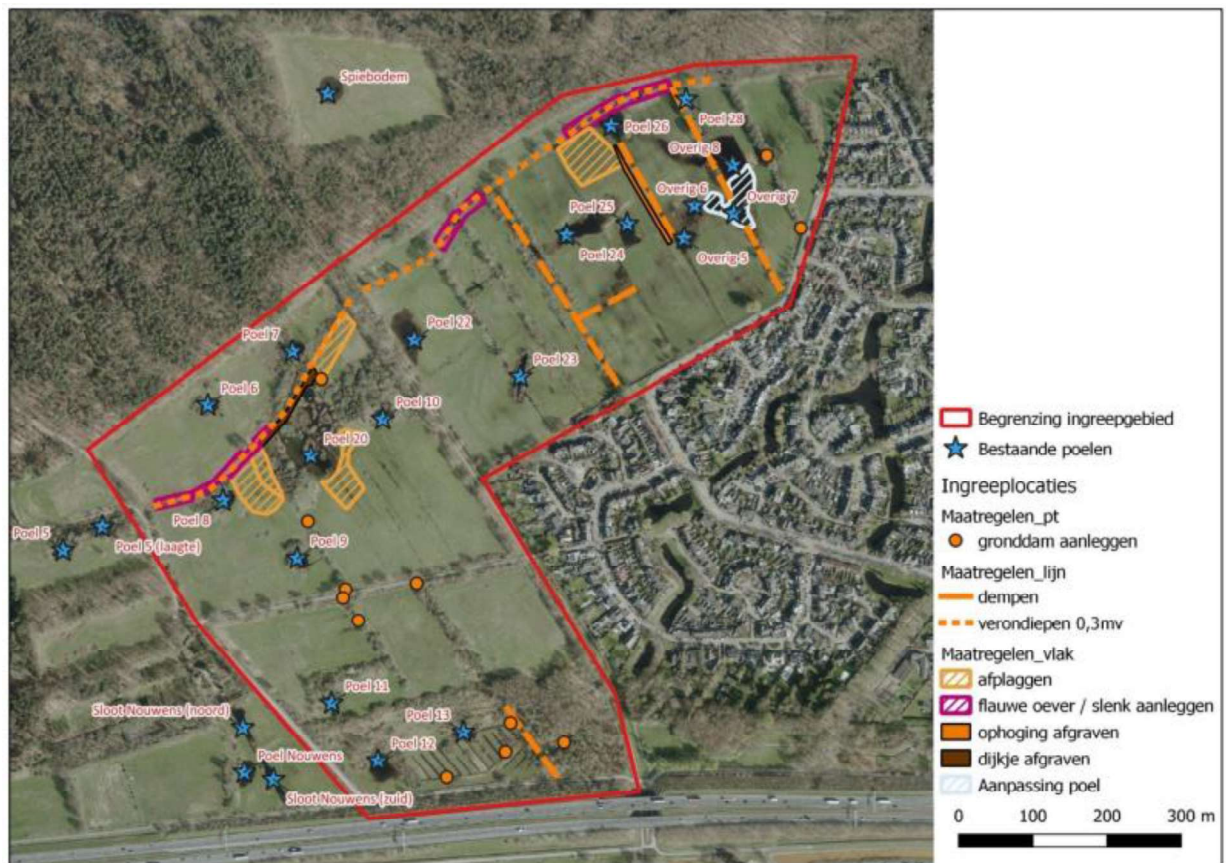 Spiebodem
Poel 26
Poel 28
Overig 8
Overig 6
Overig 7
Poel 25
Poel 24
Overig 5
Poel 22
Poel 7
Poel 23
Poel 6
Poel 10
Poel 20
Poel 8
Poel 5
Poel 5 (laagte)
Poel 9
Poel 11
Sloot Nouwens (noord)
Poel 13
Poel 12
Poel Nouwens
Sloot Nouwens (zuid)
Begrenzing ingreepgebied
Bestaande poelen
Ingreeplocaties
Maatregelen_pt
gronddam aanleggen
Maatregelen_lijn
dempen
verondiepen 0,3mv
Maatregelen_vlak
afplaggen
flauwe oever / slenk aanleggen
ophoging afgraven
dijkje afgraven
Aanpassing poel
0 100 200 300 m